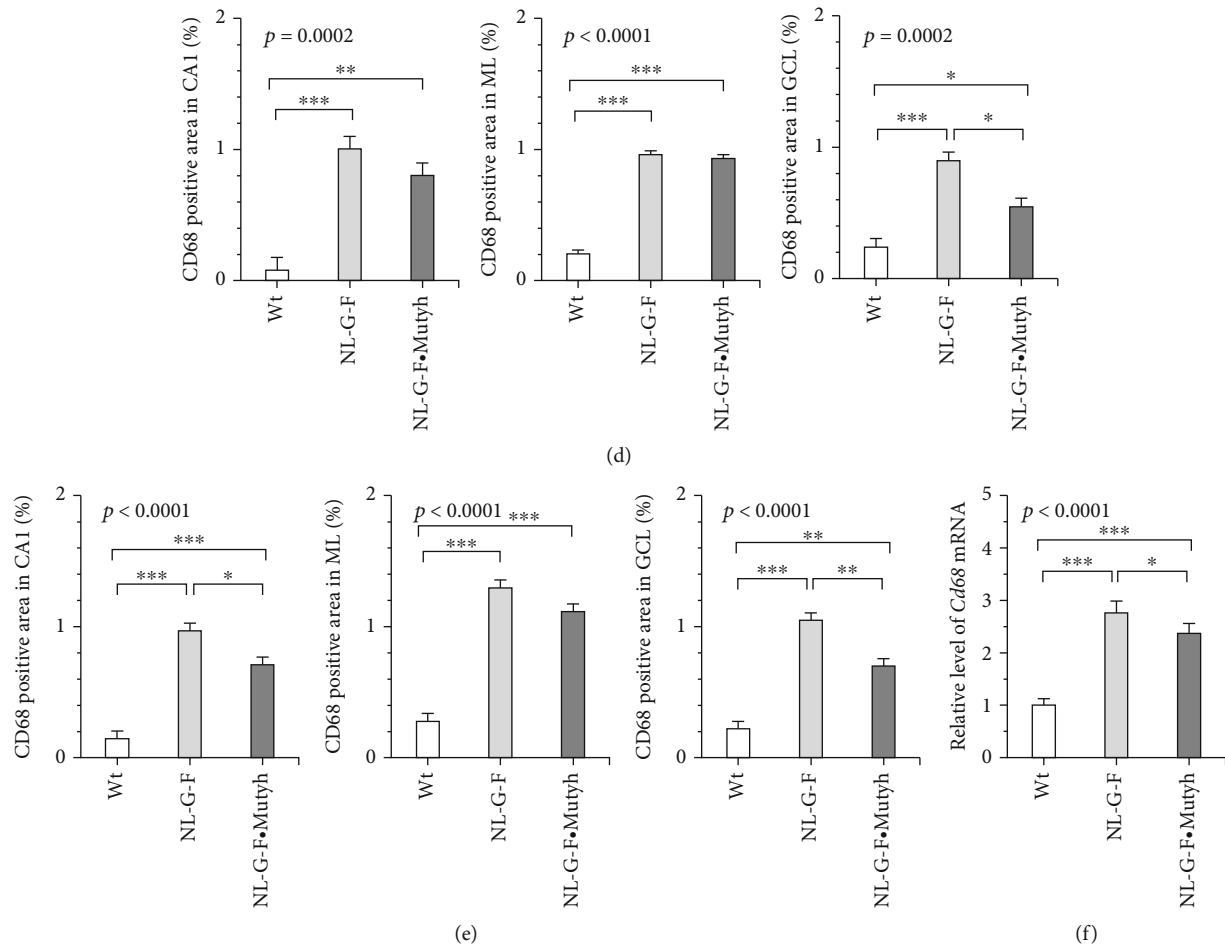 CD68 positive area in CA1 (%)
2
1
0
p = 0.0002
**
***
Wt
NL-G-F
NL-G-F•Mutyh
CD68 positive area in ML (%)
2
1
0
p < 0.0001
***
***
Wt
NL-G-F
NL-G-F•Mutyh
CD68 positive area in GCL (%)
2
1
0
p = 0.0002
*
***
*
Wt
NL-G-F
NL-G-F•Mutyh
(d)
CD68 positive area in CA1 (%)
2
1
0
p < 0.0001
***
***
*
Wt
NL-G-F
NL-G-F•Mutyh
CD68 positive area in ML (%)
2
1
0
p < 0.0001
***
***
Wt
NL-G-F
NL-G-F•Mutyh
CD68 positive area in GCL (%)
2
1
0
p < 0.0001
**
***
**
Wt
NL-G-F
NL-G-F•Mutyh
(e)
Relative level of Cd68 mRNA
5
4
3
2
1
0
p < 0.0001
***
***
*
Wt
NL-G-F
NL-G-F•Mutyh
(f)